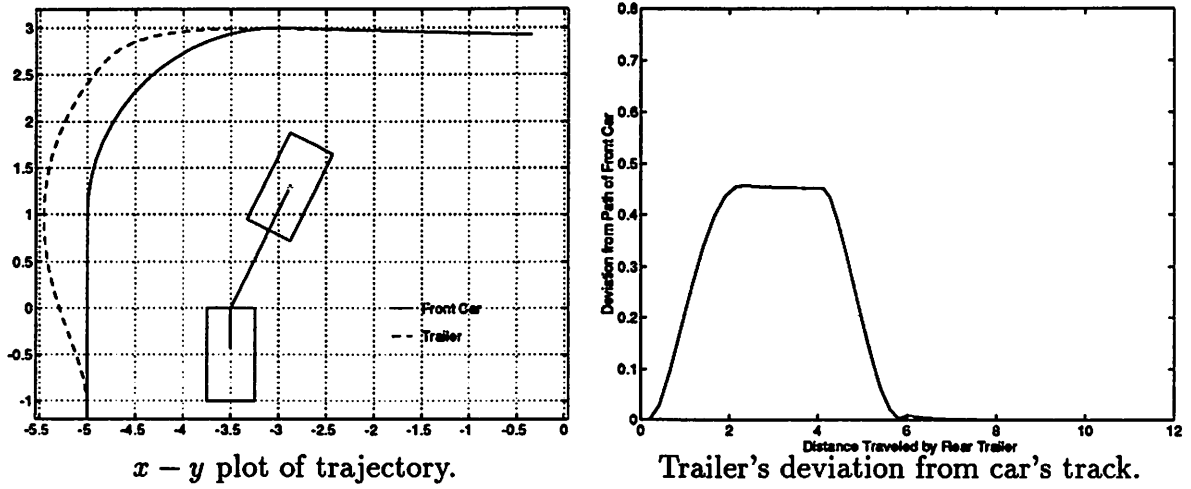 3
2.5
2
1.5
1
0.5
0
-0.5
-1
-5.5 -5 -4.5 -4 -3.5 -3 -2.5 -2 -1.5 -1 -0.5 0
Front Car
Trailer
x – y plot of trajectory.
0.8
0.7
0.6
0.5
0.4
0.3
0.2
0.1
0
Deviation from Path of Front Car
0 2 4 6 8 10 12
Distance Traveled by Rear Trailer
Trailer's deviation from car's track.